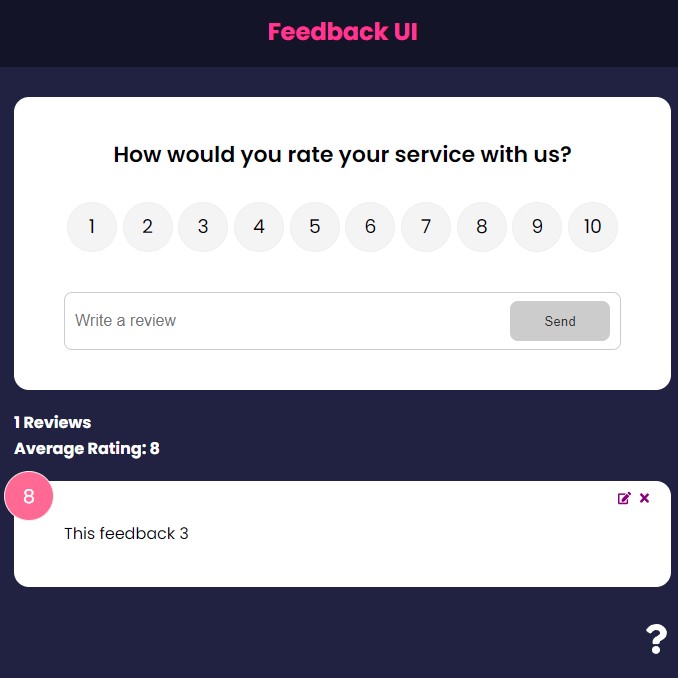 Feedback UI
How would you rate your service with us?
1 2 3 4 5 6 7 8 9 10
Write a review Send
1 Reviews
Average Rating: 8
8
This feedback 3
?